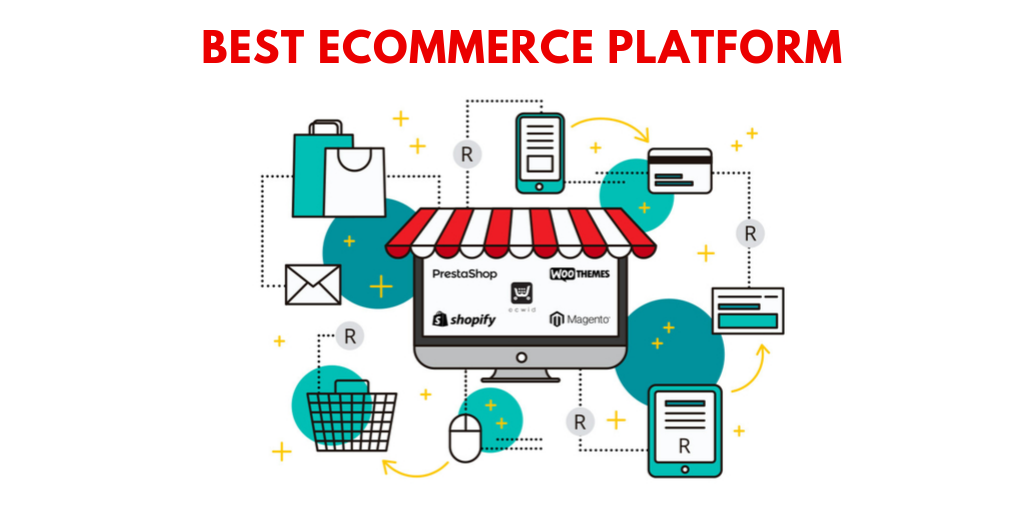 BEST ECOMMERCE PLATFORM
R
R
PrestaShop
WOO THEMES
ecwid
shopify
Magento
R
R
R